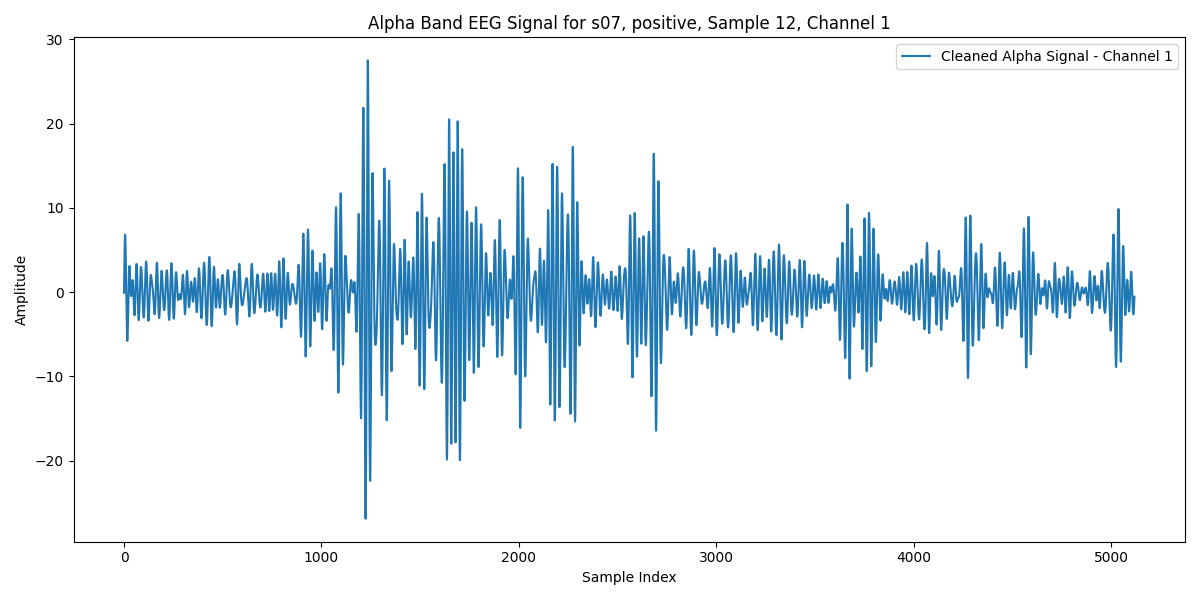 Alpha Band EEG Signal for s07, positive, Sample 12, Channel 1
Cleaned Alpha Signal - Channel 1
30
20
10
0
−10
−20
Amplitude
0 1000 2000 3000 4000 5000
Sample Index